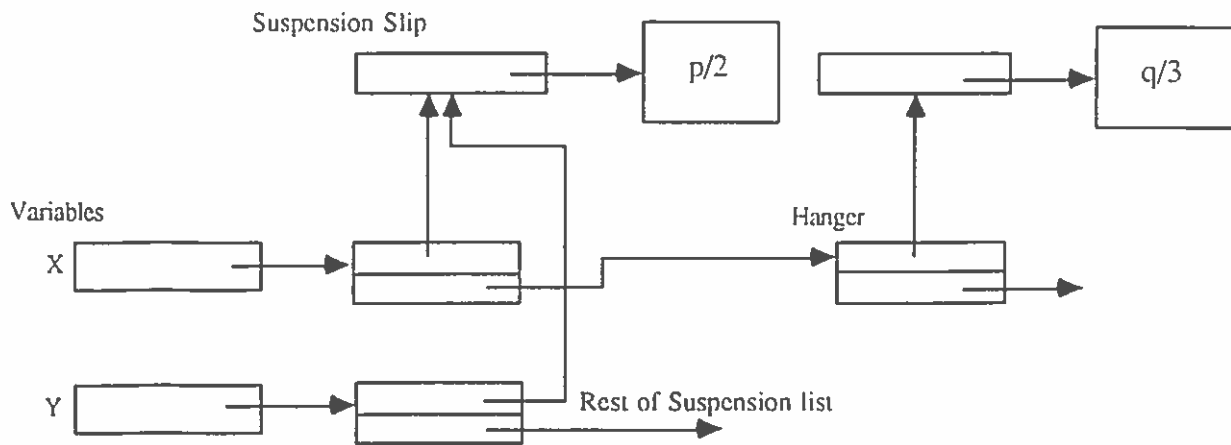 Suspension Slip
p/2
q/3
Variables
Hanger
X
Y
Rest of Suspension list